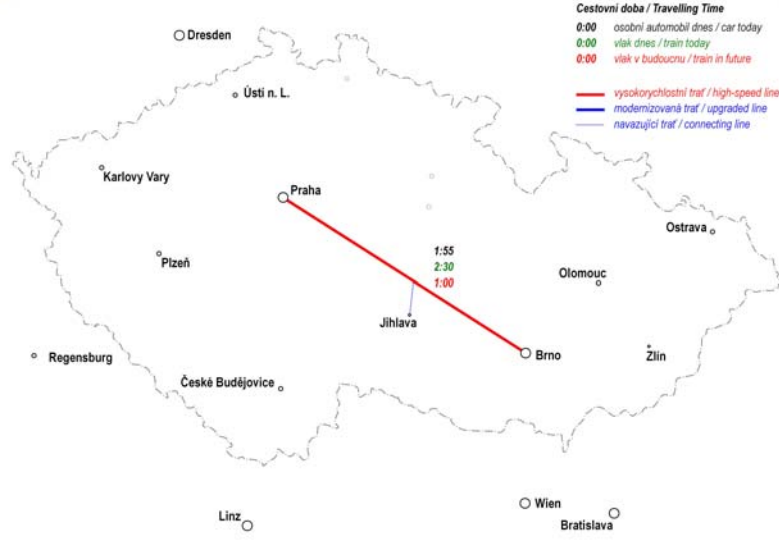 Cestovní doba / Travelling Time
0:00 osobní automobil dnes / car today
0:00 vlak dnes / train today
0:00 vlak v budoucnu / train in future
vysokorychlostní trať / high-speed line
modernizovaná trať / upgraded line
navazující trať / connecting line
Dresden
Ústí n. L.
Karlovy Vary
Praha
Ostrava
1:55
Plzeň
2:30
Olomouc
1:00
Jihlava
Regensburg
Brno
Zlín
České Budějovice
Wien
Linz
Bratislava